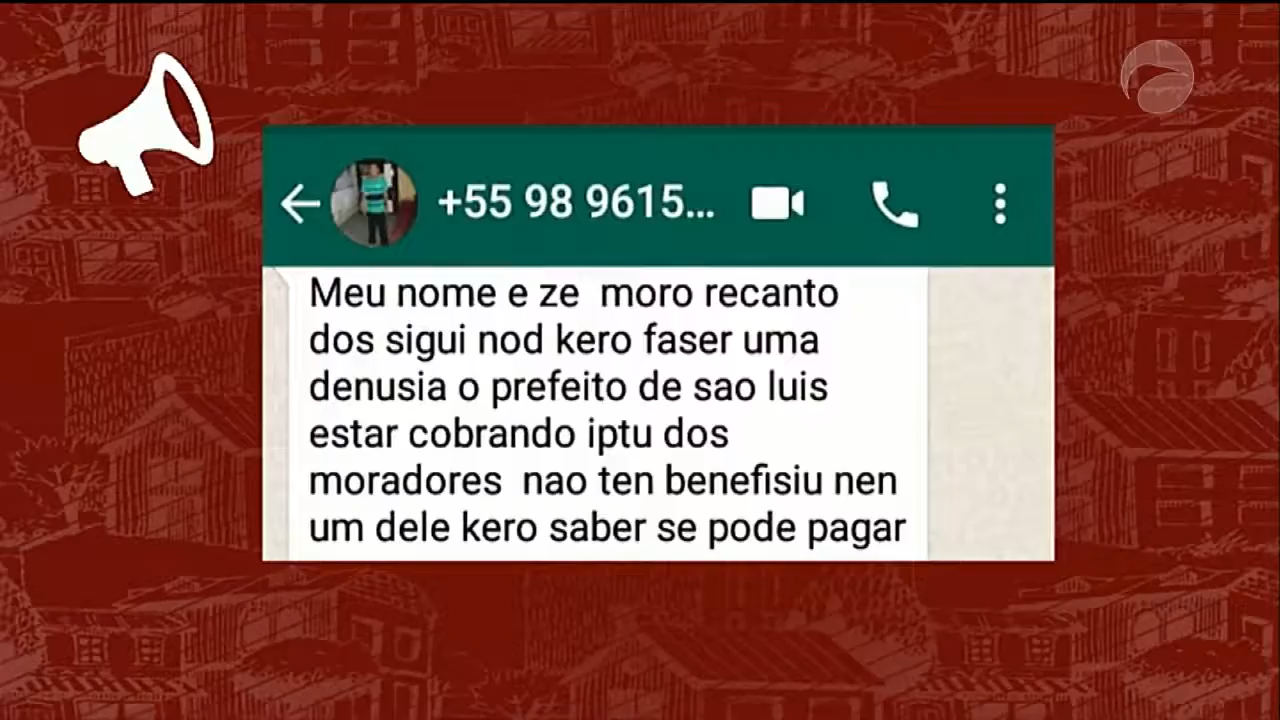 +55 98 9615...
Meu nome e ze moro recanto
dos sigui nod kero faser uma
denusia o prefeito de sao luis
estar cobrando iptu dos
moradores nao ten benefisiu nen
um dele kero saber se pode pagar